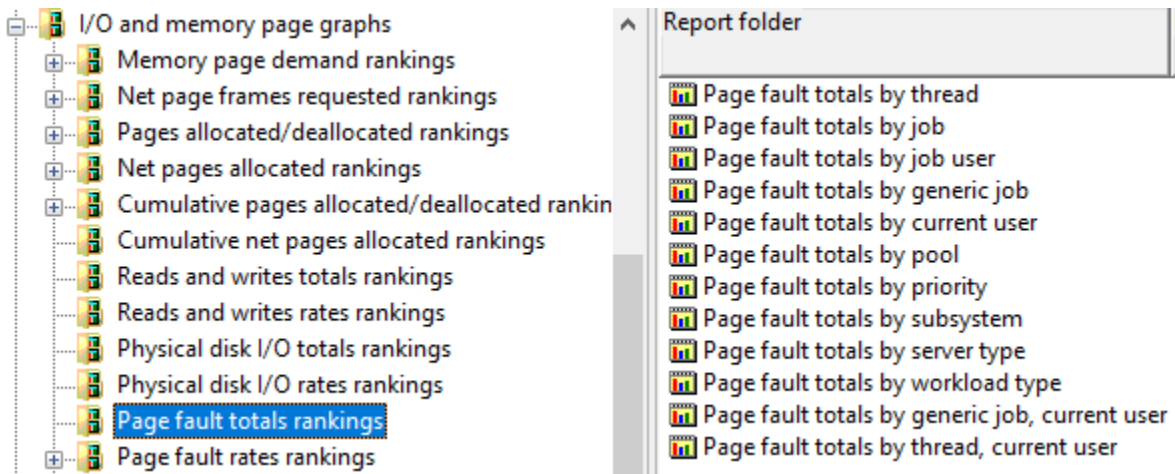 I/O and memory page graphs
Memory page demand rankings
Net page frames requested rankings
Pages allocated/deallocated rankings
Net pages allocated rankings
Cumulative pages allocated/deallocated rankin
Cumulative net pages allocated rankings
Reads and writes totals rankings
Reads and writes rates rankings
Physical disk I/O totals rankings
Physical disk I/O rates rankings
Page fault totals rankings
Page fault rates rankings
Report folder
Page fault totals by thread
Page fault totals by job
Page fault totals by job user
Page fault totals by generic job
Page fault totals by current user
Page fault totals by pool
Page fault totals by priority
Page fault totals by subsystem
Page fault totals by server type
Page fault totals by workload type
Page fault totals by generic job, current user
Page fault totals by thread, current user